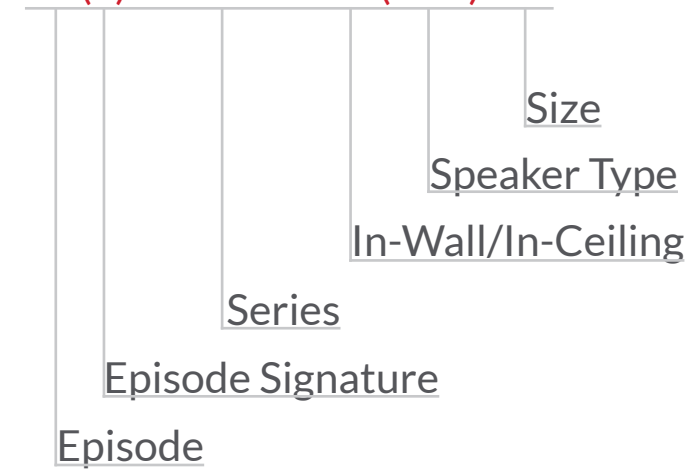 Size
Speaker Type
In-Wall/In-Ceiling
Series
Episode Signature
Episode